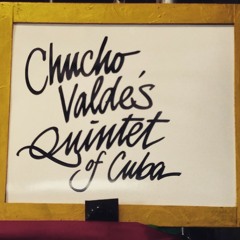 Chucho
Valdés
Quintet
of Cuba